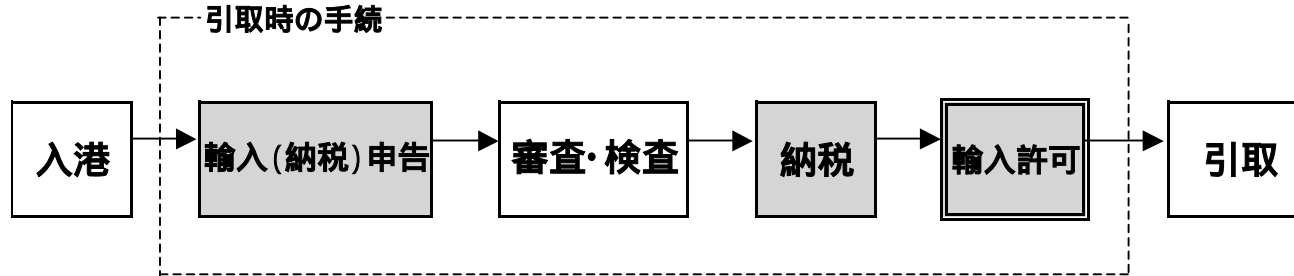 引取時の手続
入港
輸入(納税)申告
審査・検査
納税
輸入許可
引取